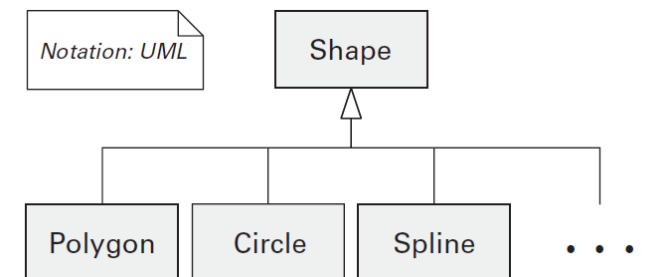 Notation: UML
Shape
Polygon
Circle
Spline
• • •